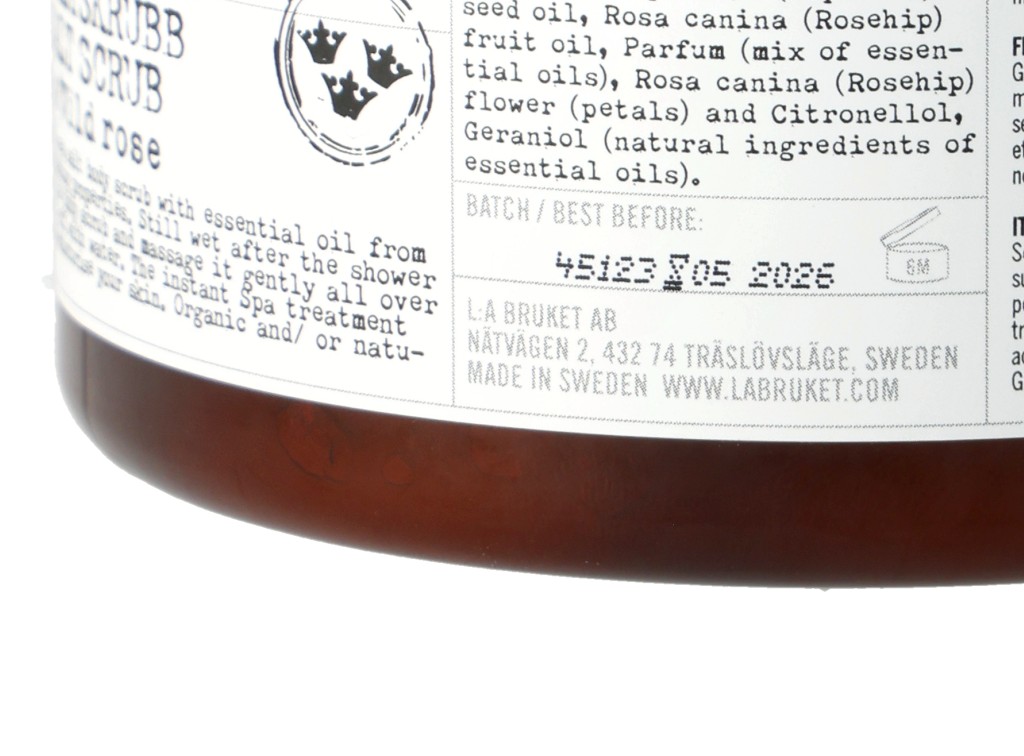 SCRUB
rose
body scrub with essential oil from
properties. Still wet after the shower
and massage it gently all over
water. The instant Spa treatment
your skin. Organic and/ or natu-
seed oil, Rosa canina (Rosehip)
fruit oil, Parfum (mix of essen-
tial oils), Rosa canina (Rosehip)
flower (petals) and Citronellol,
Geraniol (natural ingredients of
essential oils).
BATCH / BEST BEFORE:
45123 05 2026
6M
L:A BRUKET AB
NÄTVÄGEN 2, 432 74 TRÄSLÖVSLÄGE, SWEDEN
MADE IN SWEDEN WWW.LABRUKET.COM